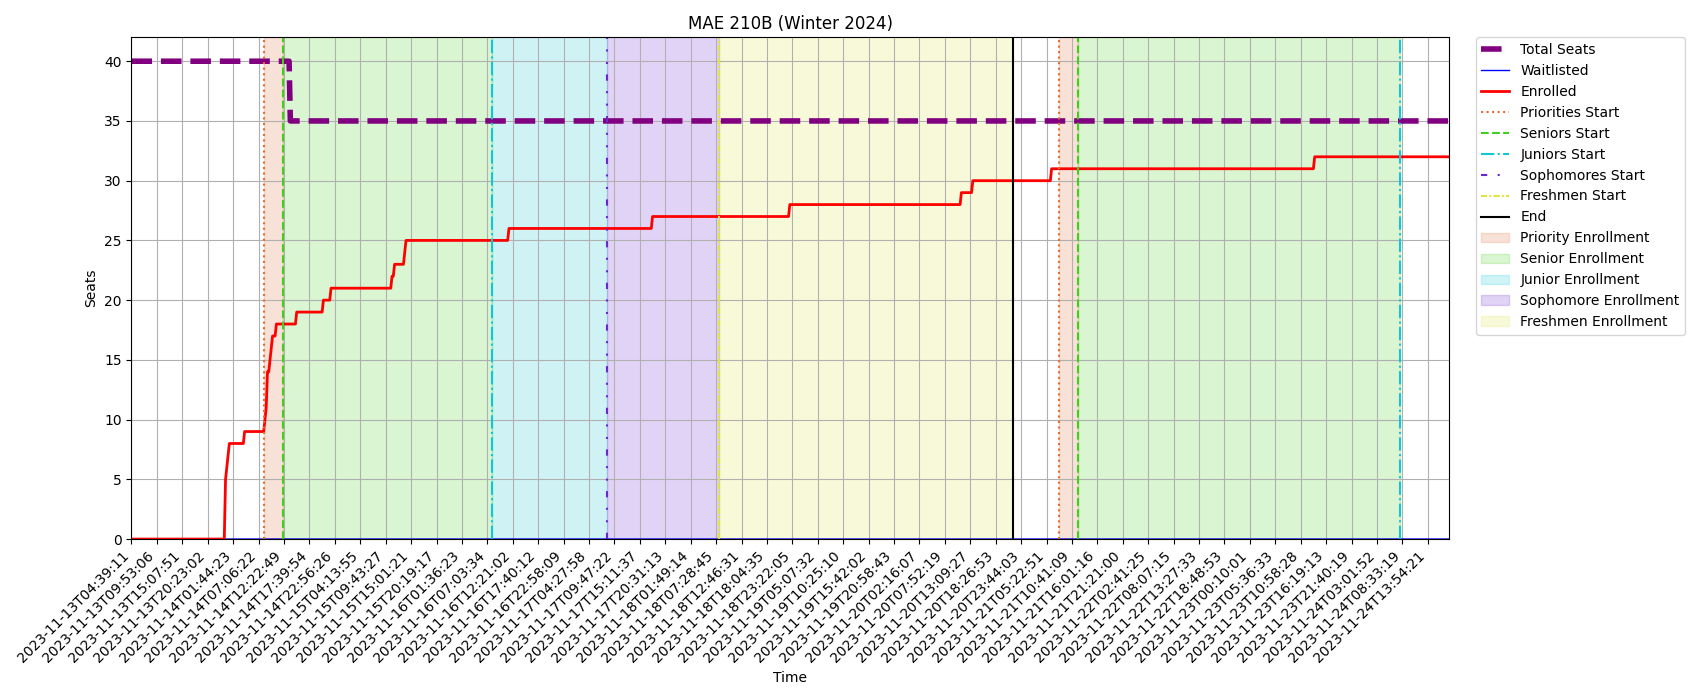 MAE 210B (Winter 2024)
Total Seats
Waitlisted
Enrolled
Priorities Start
Seniors Start
Juniors Start
Sophomores Start
Freshmen Start
End
Priority Enrollment
Senior Enrollment
Junior Enrollment
Sophomore Enrollment
Freshmen Enrollment
Seats
40
35
30
25
20
15
10
5
0
2023-11-13T04:39:11
2023-11-13T09:53:06
2023-11-13T15:07:51
2023-11-13T20:23:02
2023-11-14T01:44:23
2023-11-14T07:06:22
2023-11-14T12:22:49
2023-11-14T17:39:54
2023-11-14T22:56:26
2023-11-15T04:13:55
2023-11-15T09:43:27
2023-11-15T15:01:21
2023-11-15T20:19:17
2023-11-16T01:36:23
2023-11-16T07:03:34
2023-11-16T12:21:02
2023-11-16T17:40:12
2023-11-16T22:58:09
2023-11-17T04:27:58
2023-11-17T09:47:22
2023-11-17T15:11:37
2023-11-17T20:31:13
2023-11-18T01:49:14
2023-11-18T07:28:45
2023-11-18T12:46:31
2023-11-18T18:04:35
2023-11-18T23:22:05
2023-11-19T05:07:32
2023-11-19T10:25:10
2023-11-19T15:42:02
2023-11-19T20:58:43
2023-11-20T02:16:07
2023-11-20T07:52:19
2023-11-20T13:09:27
2023-11-20T18:26:53
2023-11-20T23:44:03
2023-11-21T05:22:51
2023-11-21T10:41:09
2023-11-21T16:01:16
2023-11-21T21:21:00
2023-11-22T02:41:25
2023-11-22T08:07:15
2023-11-22T13:27:33
2023-11-22T18:48:53
2023-11-23T00:10:01
2023-11-23T05:36:33
2023-11-23T10:58:28
2023-11-23T16:19:13
2023-11-23T21:40:19
2023-11-24T03:01:52
2023-11-24T08:33:19
2023-11-24T13:54:21
Time